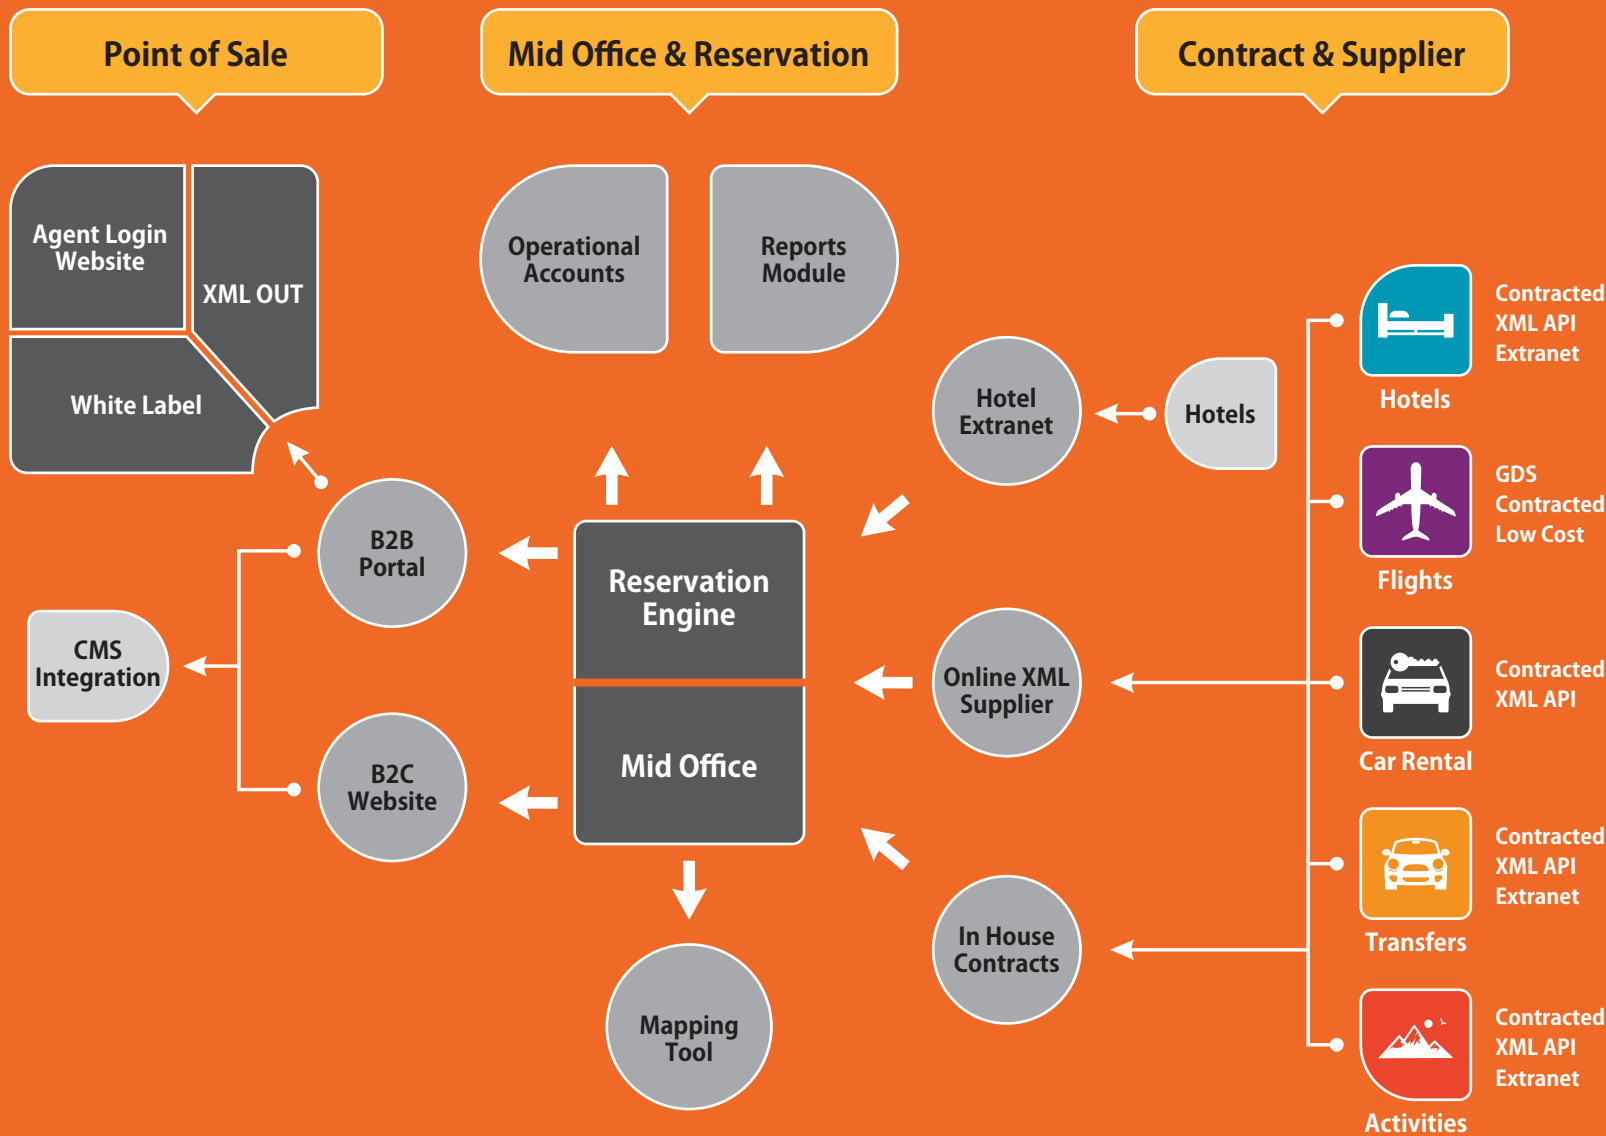 Point of Sale
Mid Office & Reservation
Contract & Supplier
Agent Login
Website
XML OUT
White Label
Operational
Accounts
Reports
Module
Hotel
Extranet
Hotels
Contracted
XML API
Extranet
Hotels
GDS
Contracted
Low Cost
Flights
B2B
Portal
Reservation
Engine
CMS
Integration
Online XML
Supplier
Contracted
XML API
Car Rental
Mid Office
B2C
Website
Contracted
XML API
Extranet
Transfers
In House
Contracts
Mapping
Tool
Contracted
XML API
Extranet
Activities